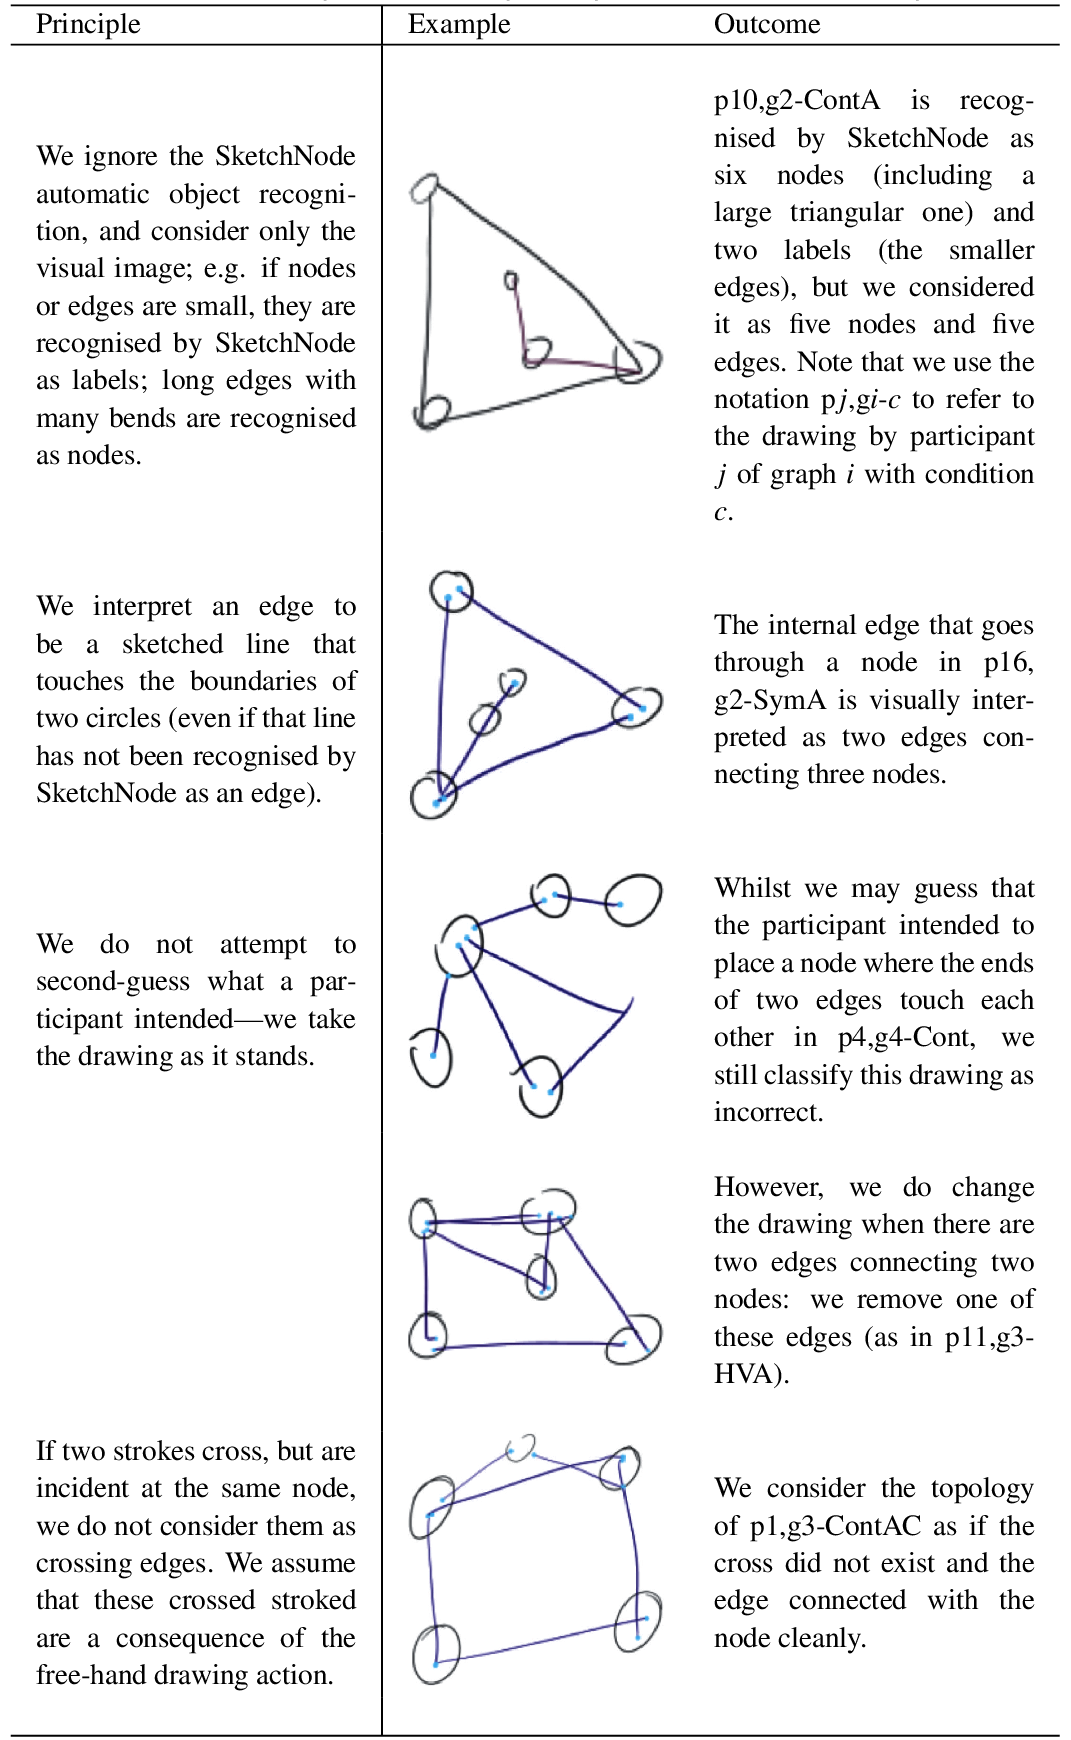 Principle
Example
Outcome
We ignore the SketchNode
automatic object recogni-
tion, and consider only the
visual image; e.g. if nodes
or edges are small, they are
recognised by SketchNode
as labels; long edges with
many bends are recognised
as nodes.
p10,g2-ContA is recog-
nised by SketchNode as
six nodes (including a
large triangular one) and
two labels (the smaller
edges), but we considered
it as five nodes and five
edges. Note that we use the
notation pj,gi-c to refer to
the drawing by participant
j of graph i with condition
c.
We interpret an edge to
be a sketched line that
touches the boundaries of
two circles (even if that line
has not been recognised by
SketchNode as an edge).
The internal edge that goes
through a node in p16,
g2-SymA is visually inter-
preted as two edges con-
necting three nodes.
We do not attempt to
second-guess what a par-
ticipant intended—we take
the drawing as it stands.
Whilst we may guess that
the participant intended to
place a node where the ends
of two edges touch each
other in p4,g4-Cont, we
still classify this drawing as
incorrect.
However, we do change
the drawing when there are
two edges connecting two
nodes: we remove one of
these edges (as in p11,g3-
HVA).
If two strokes cross, but are
incident at the same node,
we do not consider them as
crossing edges. We assume
that these crossed stroked
are a consequence of the
free-hand drawing action.
We consider the topology
of p1,g3-ContAC as if the
cross did not exist and the
edge connected with the
node cleanly.